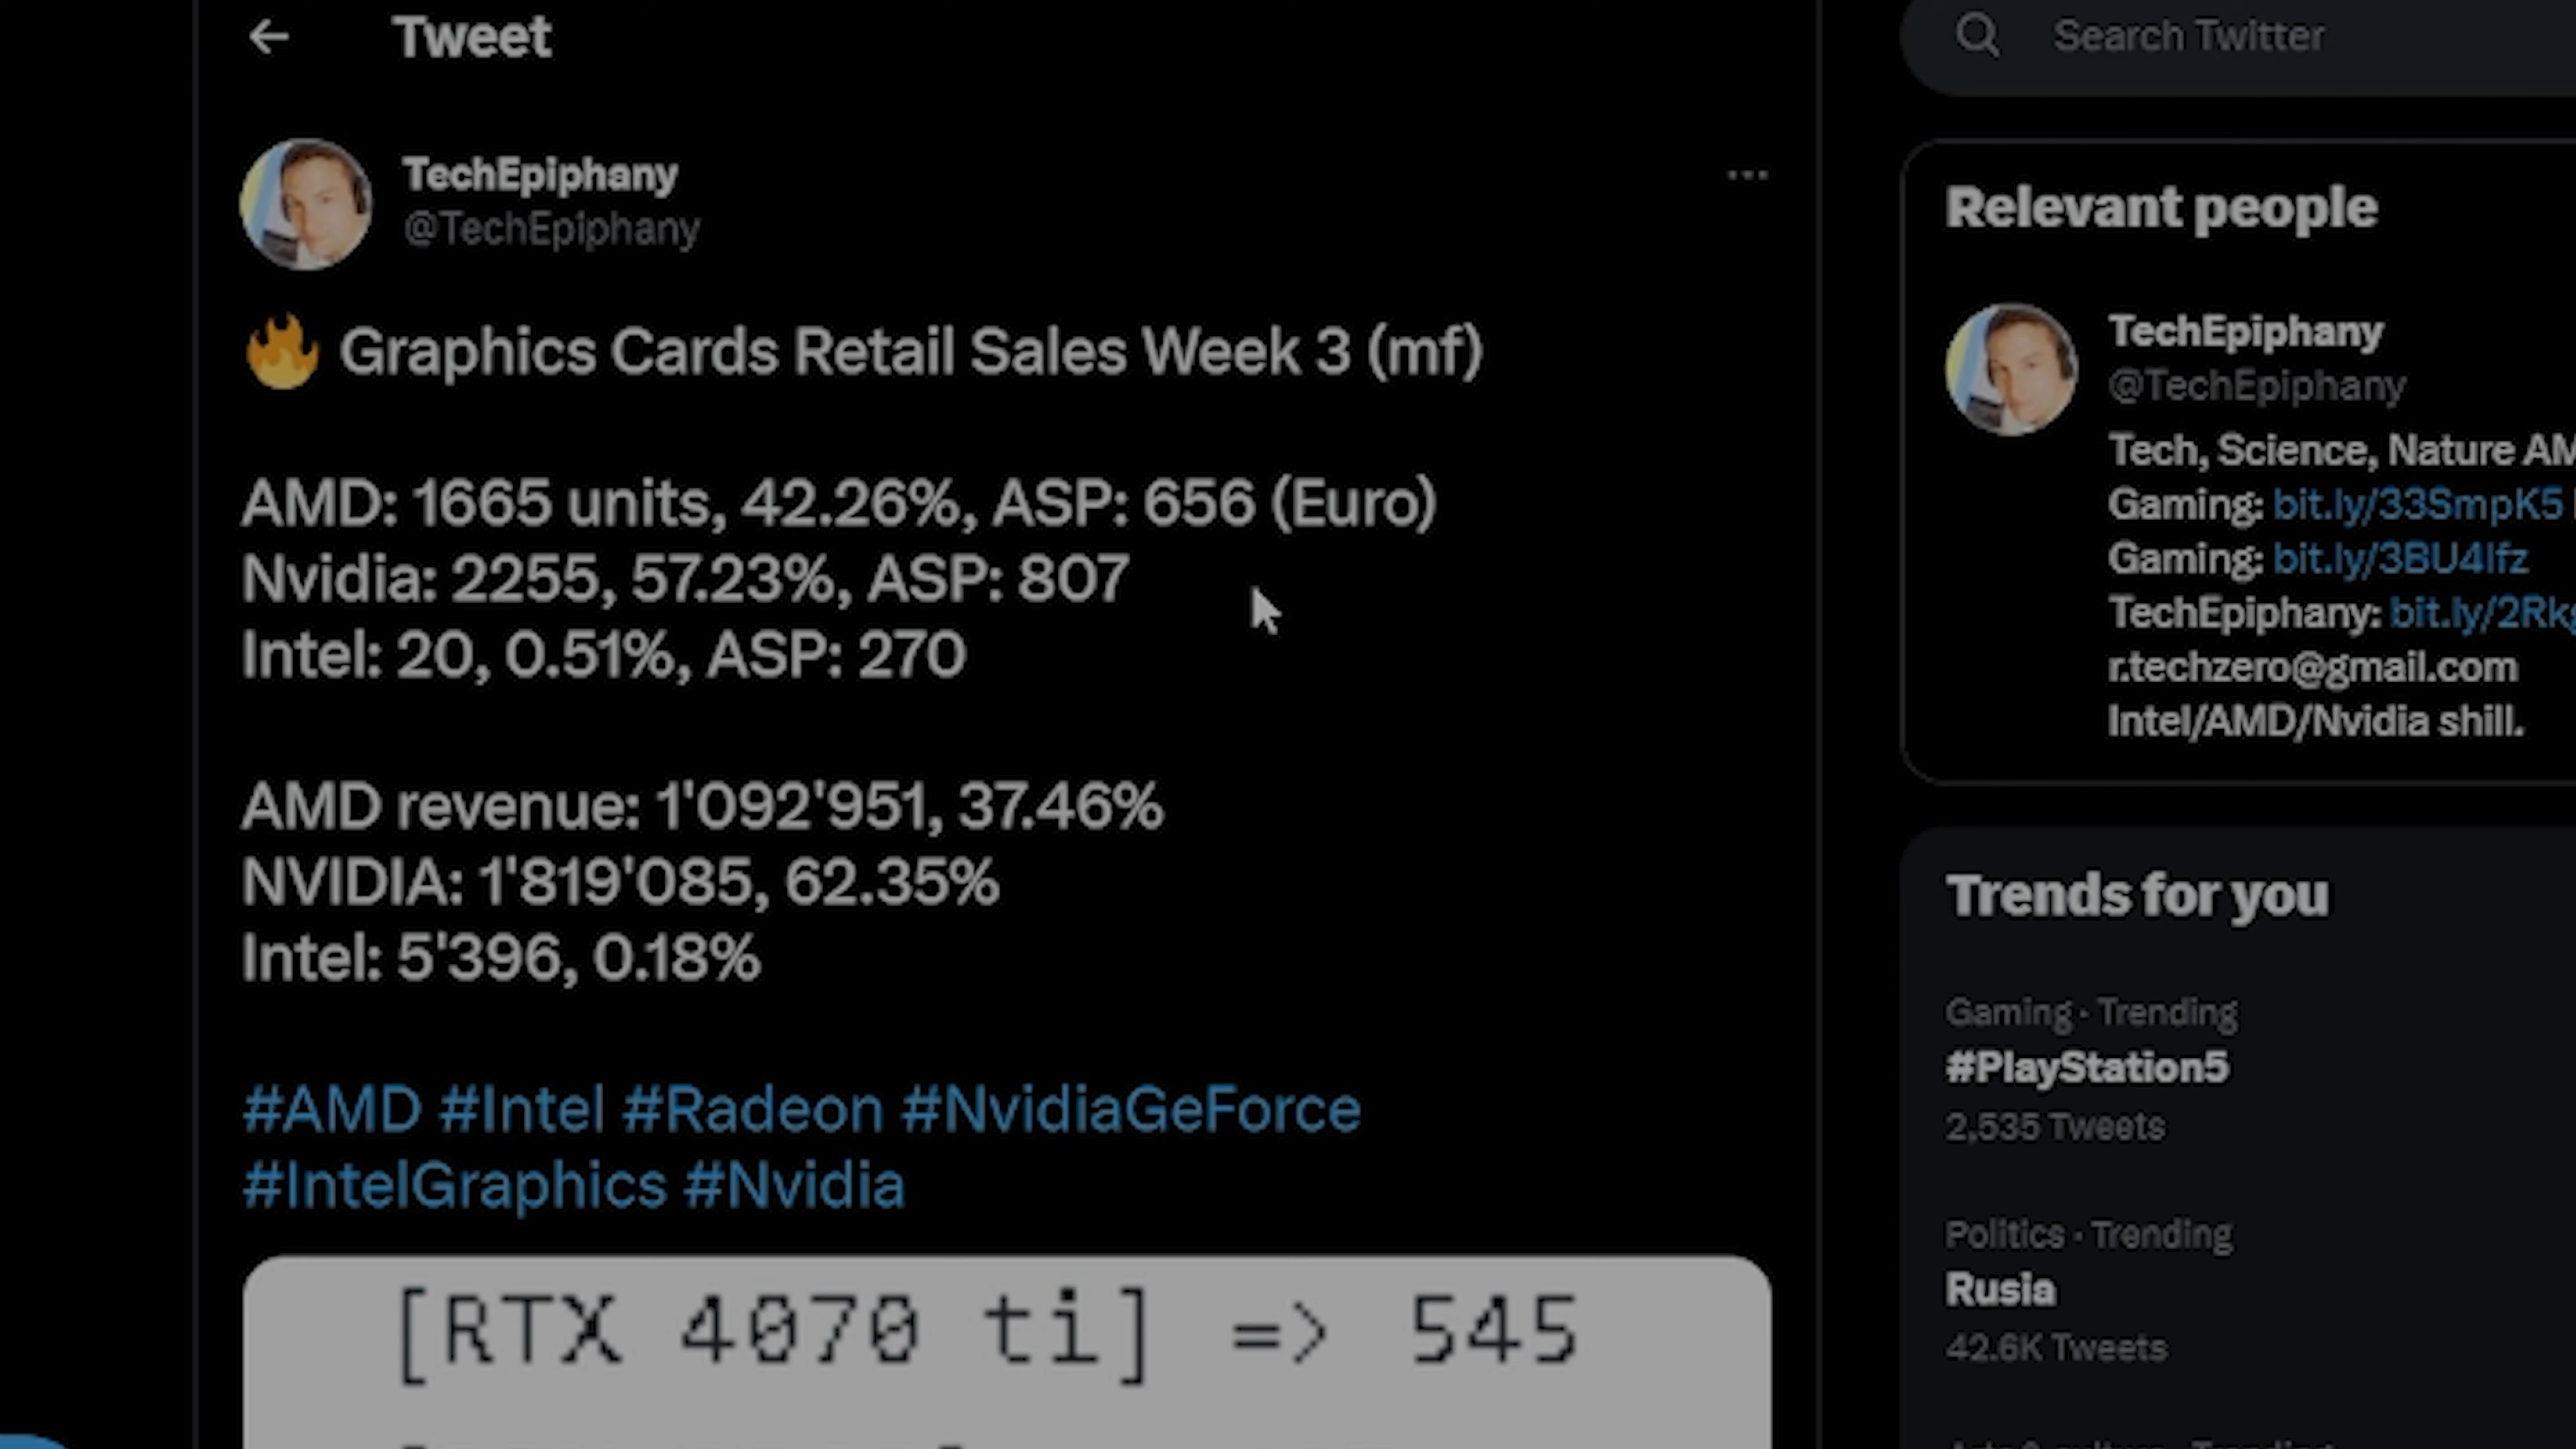 Tweet
TechEpiphany
@TechEpiphany
Graphics Cards Retail Sales Week 3 (mf)
AMD: 1665 units, 42.26%, ASP: 656 (Euro)
Nvidia: 2255, 57.23%, ASP: 807
Intel: 20, 0.51%, ASP: 270
AMD revenue: 1'092'951, 37.46%
NVIDIA: 1'819'085, 62.35%
Intel: 5'396, 0.18%
#AMD #Intel #Radeon #NvidiaGeForce
#IntelGraphics #Nvidia
[RTX 4070 ti] => 545
Search Twitter
Relevant people
TechEpiphany
@TechEpiphany
Tech, Science, Nature AM
Gaming: bit.ly/33SmpK5
Gaming: bit.ly/3BU4Ifz
TechEpiphany: bit.ly/2Rk
r.techzero@gmail.com
Intel/AMD/Nvidia shill.
Trends for you
Gaming · Trending
#PlayStation5
2,535 Tweets
Politics · Trending
Rusia
42.6K Tweets